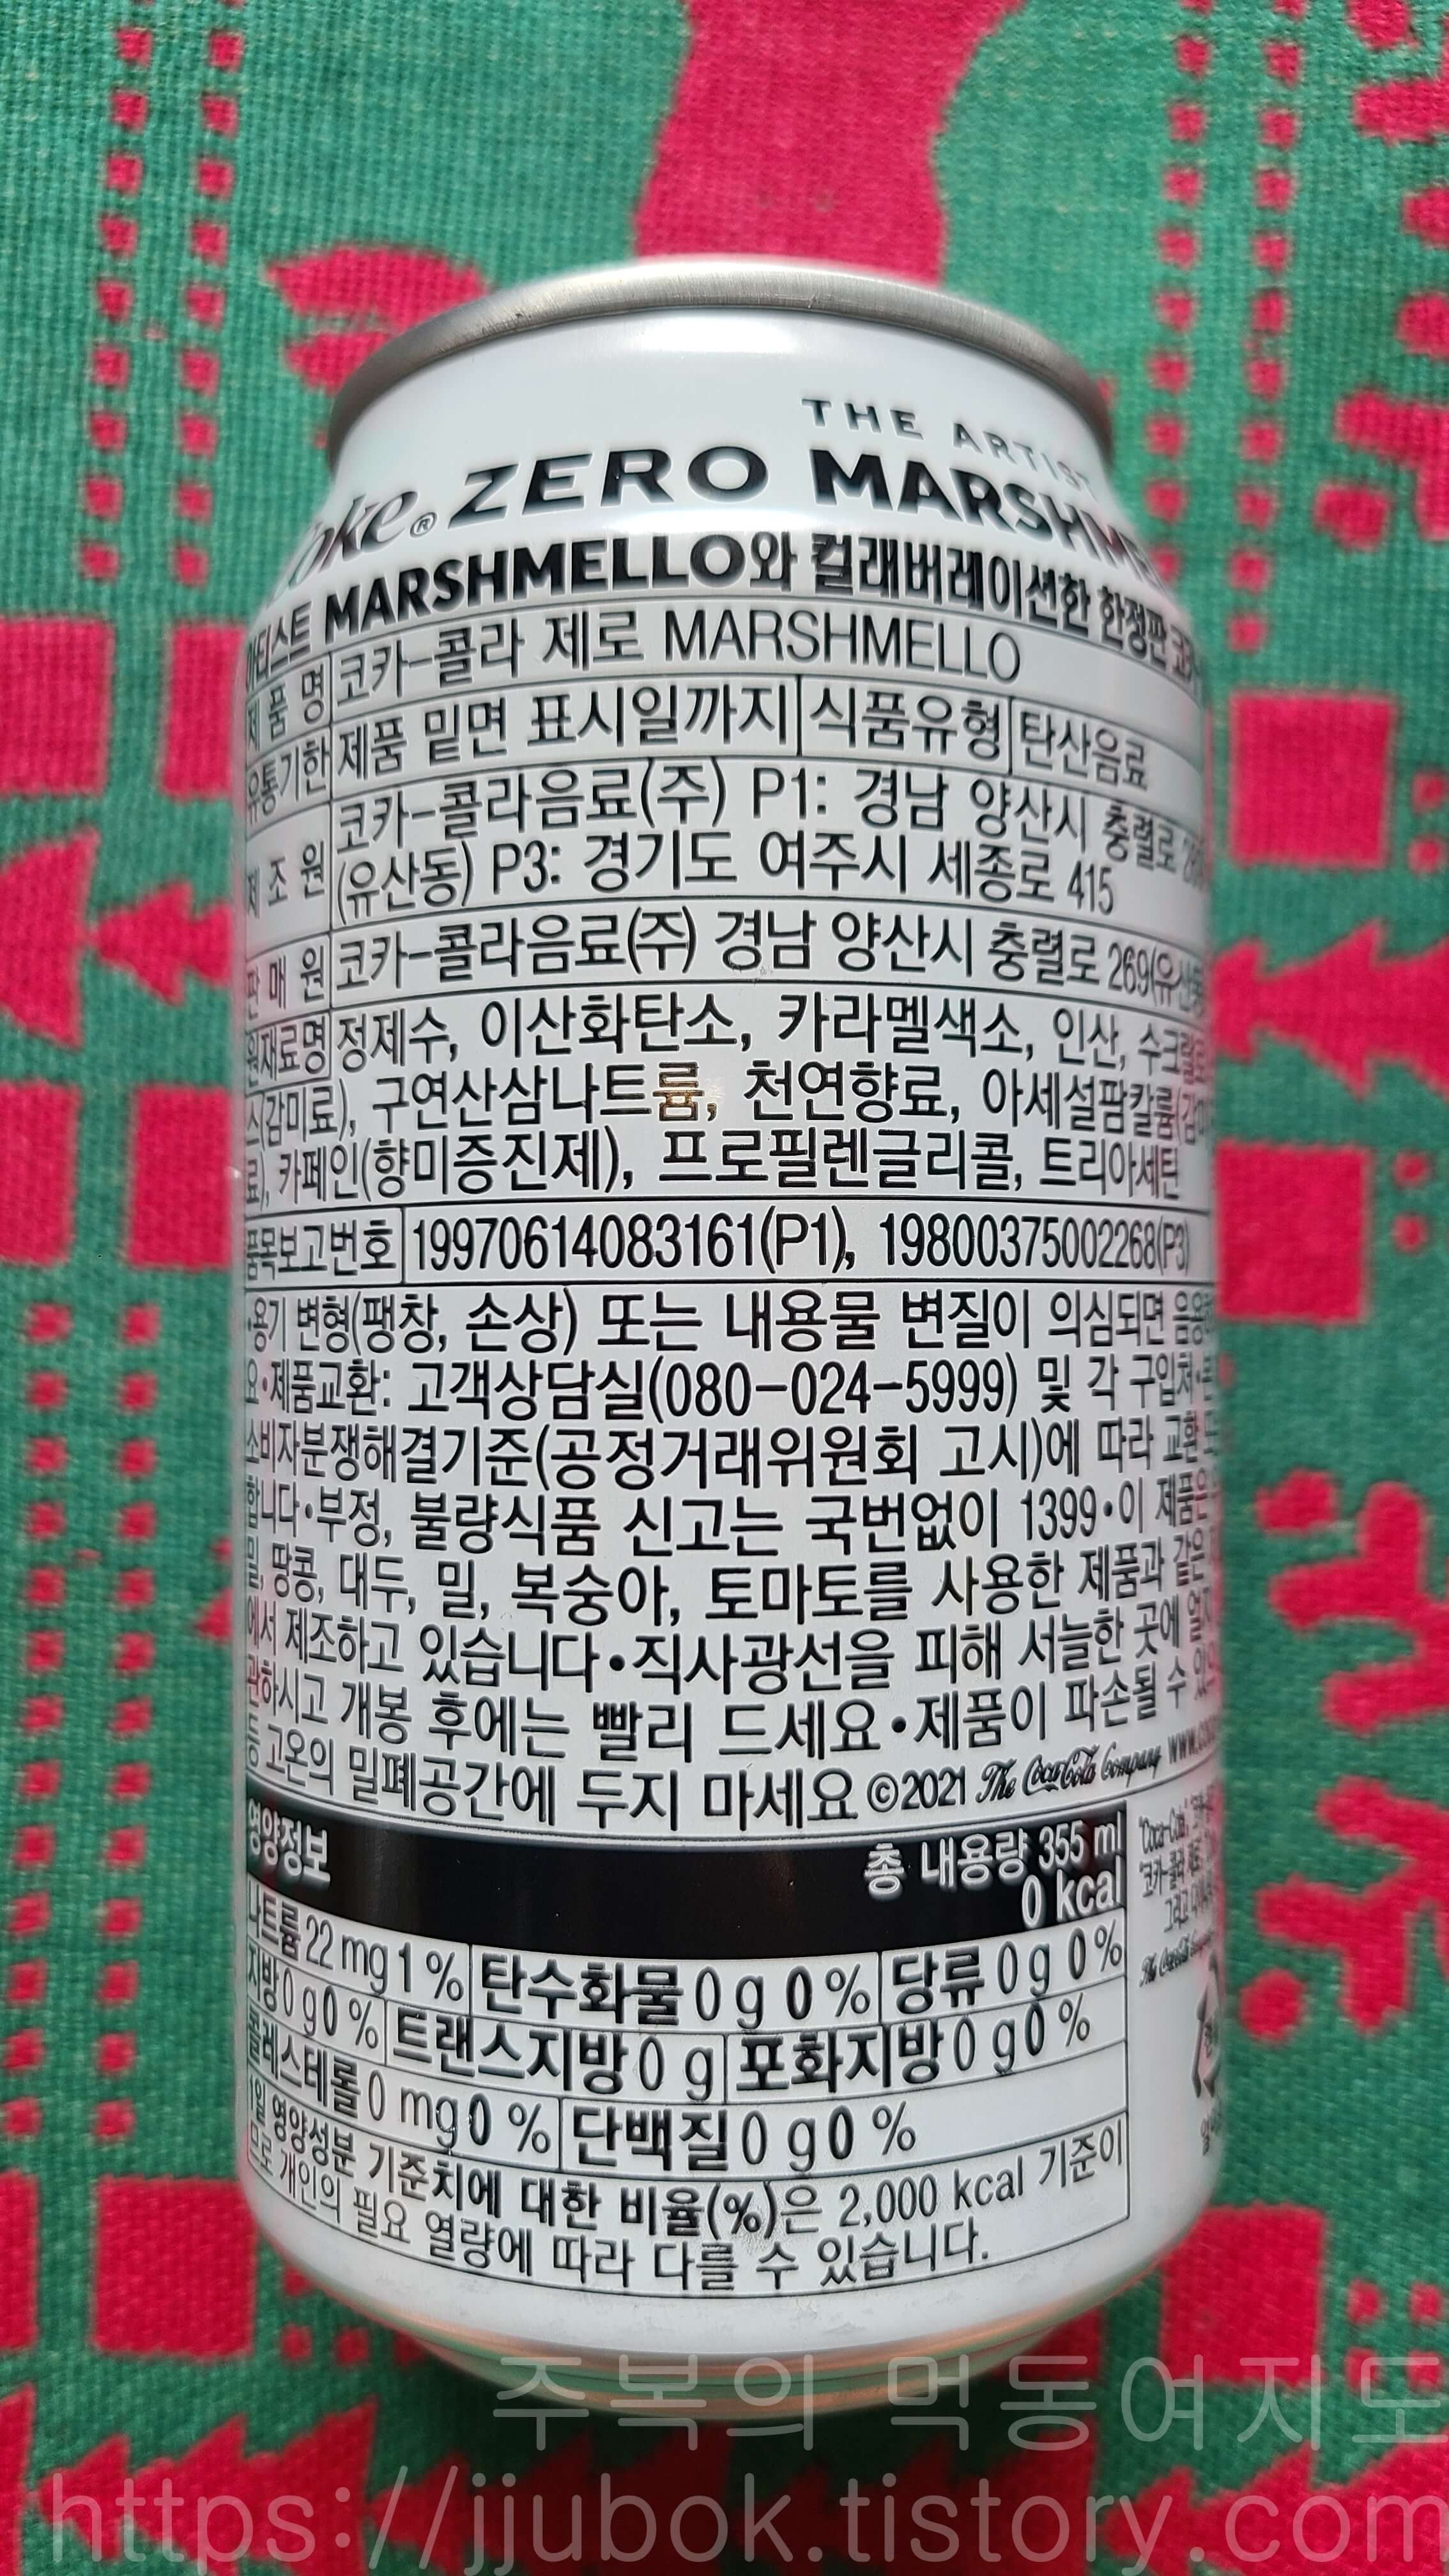 THE ARTIST
Coke® ZERO MARSHME
아티스트 MARSHMELLO와 컬래버레이션한 한정판
제 품 명 코카-콜라 제로 MARSHMELLO
유통기한 제품 밑면 표시일까지 식품유형 탄산음료
제 조 원 코카-콜라음료(주) P1: 경남 양산시 충렬로
(유산동) P3: 경기도 여주시 세종로 415
판 매 원 코카-콜라음료(주) 경남 양산시 충렬로 269(유산동
원재료명 정제수, 이산화탄소, 카라멜색소, 인산, 수크랄로
스(감미료), 구연산삼나트륨, 천연향료, 아세설팜칼륨(감미
료), 카페인(향미증진제), 프로필렌글리콜, 트리아세틴
품목보고번호 19970614083161(P1), 19800375002268(P3)
•용기 변형(팽창, 손상) 또는 내용물 변질이 의심되면
요•제품교환: 고객상담실(080-024-5999) 및 각 구입처•본
소비자분쟁해결기준(공정거래위원회 고시)에 따라 교환
합니다•부정, 불량식품 신고는 국번없이 1399•이 제품은
밀, 땅콩, 대두, 밀, 복숭아, 토마토를 사용한 제품과 같은
에서 제조하고 있습니다•직사광선을 피해 서늘한 곳에
관하시고 개봉 후에는 빨리 드세요•제품이 파손될 수
등 고온의 밀폐공간에 두지 마세요 ©2021 The Coca-Cola Company
영양정보 총 내용량 355 ml
0 kcal
나트륨 22 mg 1 % 탄수화물 0 g 0 % 당류 0 g 0 %
지방 0 g 0 % 트랜스지방 0 g 포화지방 0 g 0 %
콜레스테롤 0 mg 0 % 단백질 0 g 0 %
1일 영양성분 기준치에 대한 비율(%)은 2,000 kcal 기준이
므로 개인의 필요 열량에 따라 다를 수 있습니다.
주복의 먹동여지도
https://jjubok.tistory.com